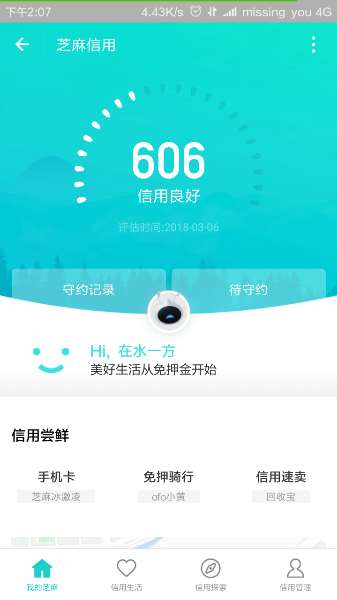 下午2:07 4.43K/s missing you 4G
芝麻信用
606
信用良好
评估时间:2018-03-06
守约记录 待守约
Hi, 在水一方
美好生活从免押金开始
信用尝鲜
手机卡 免押骑行 信用速卖
芝麻冰激凌 ofo小黄 回收宝
我的芝麻 信用生活 信用探索 信用管理